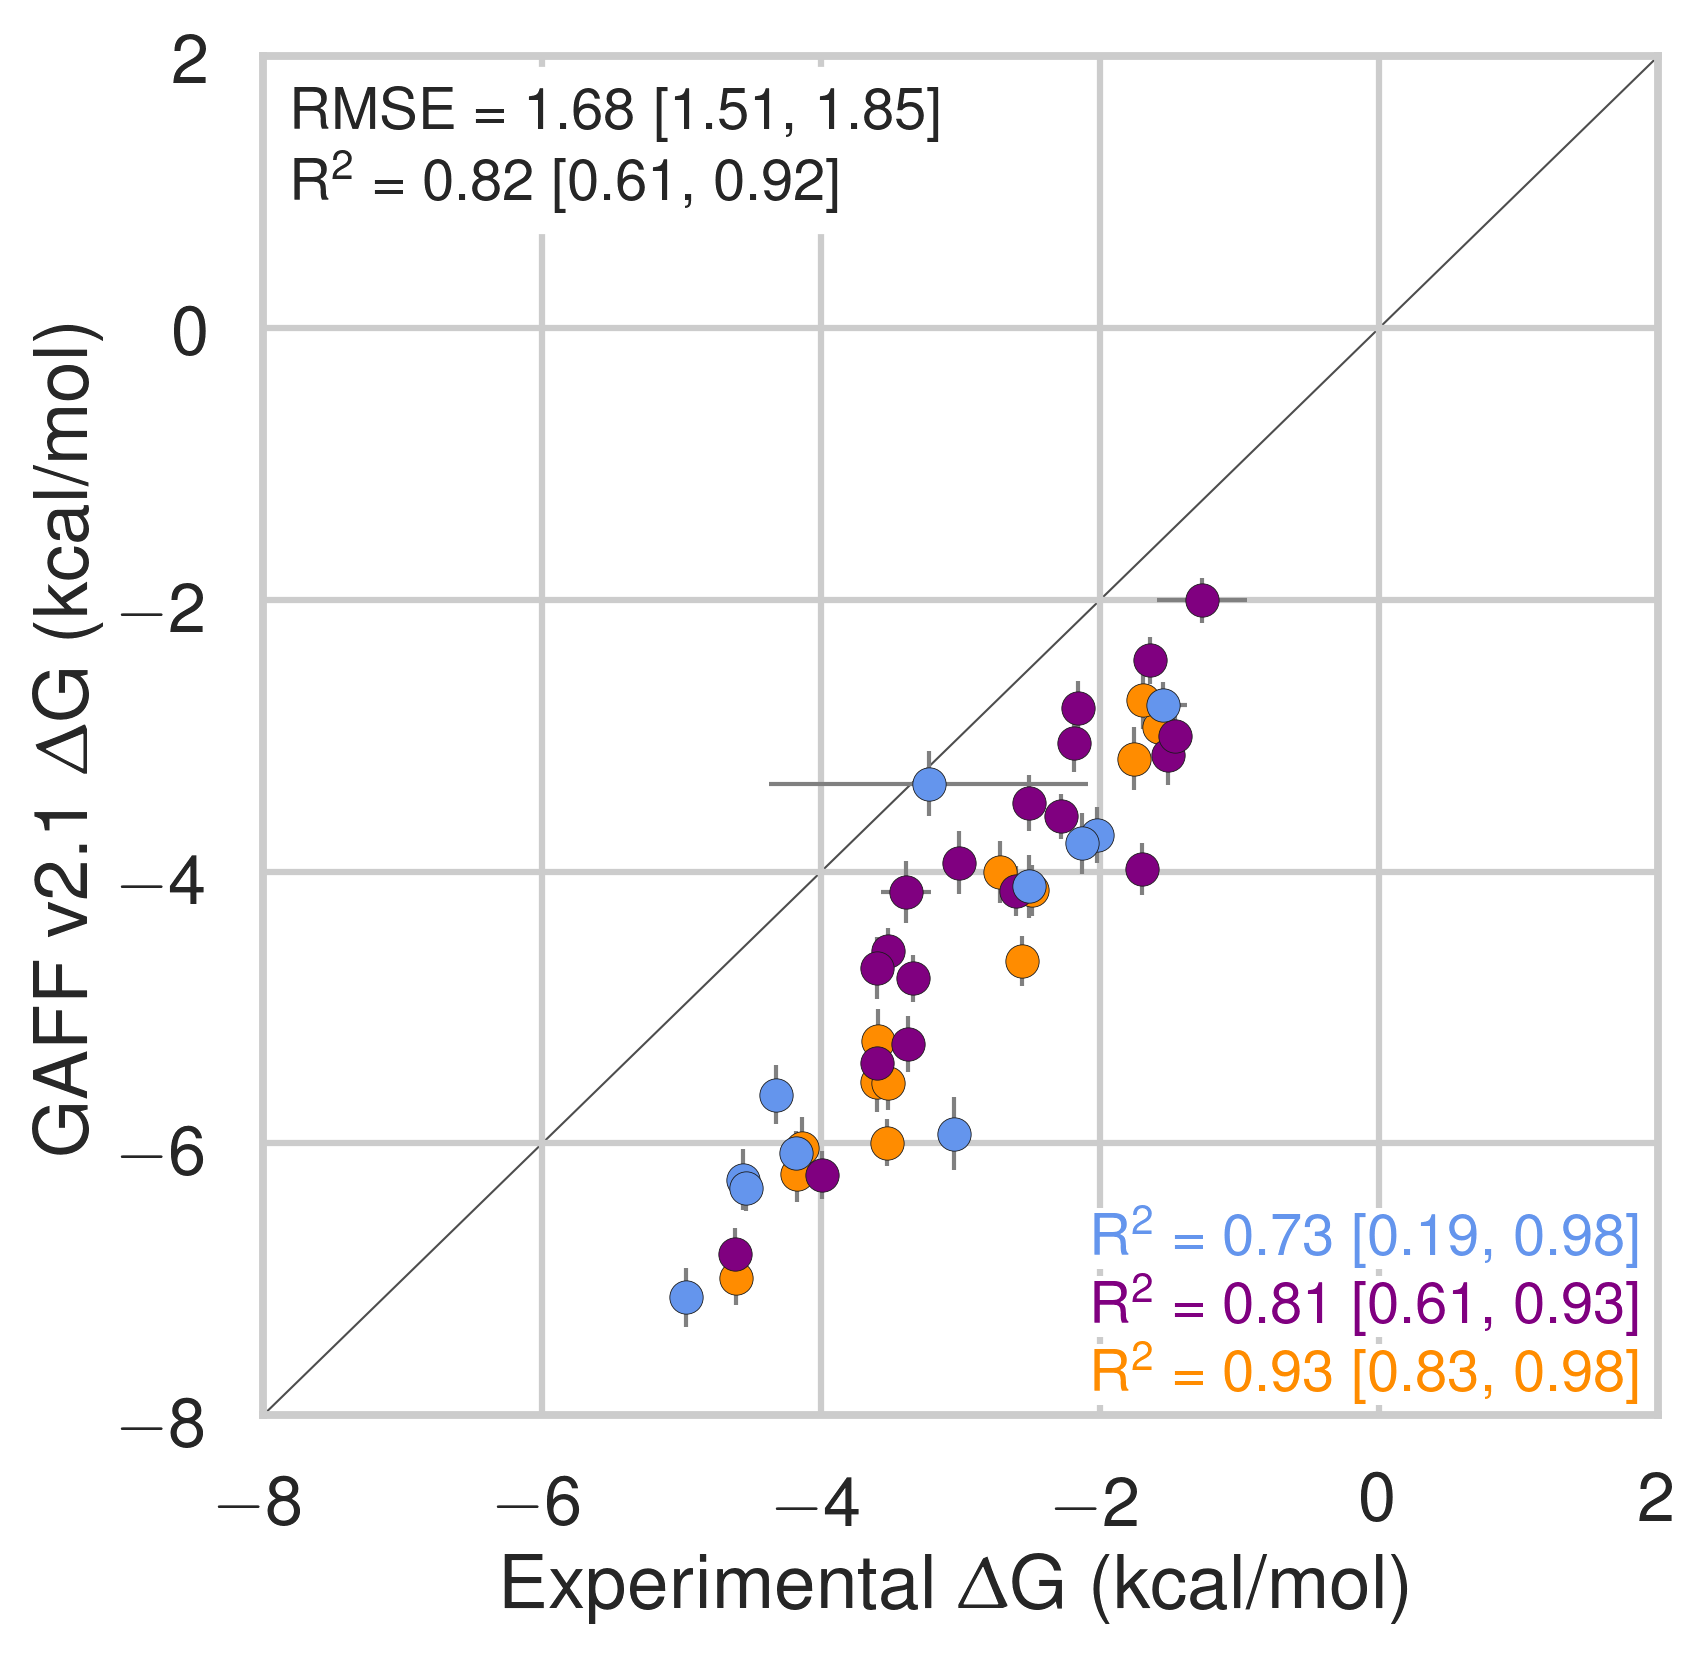 RMSE = 1.68 [1.51, 1.85]
R² = 0.82 [0.61, 0.92]
2
0
−2
−4
−6
−8
GAFF v2.1 ΔG (kcal/mol)
R² = 0.73 [0.19, 0.98]
R² = 0.81 [0.61, 0.93]
R² = 0.93 [0.83, 0.98]
−8 −6 −4 −2 0 2
Experimental ΔG (kcal/mol)